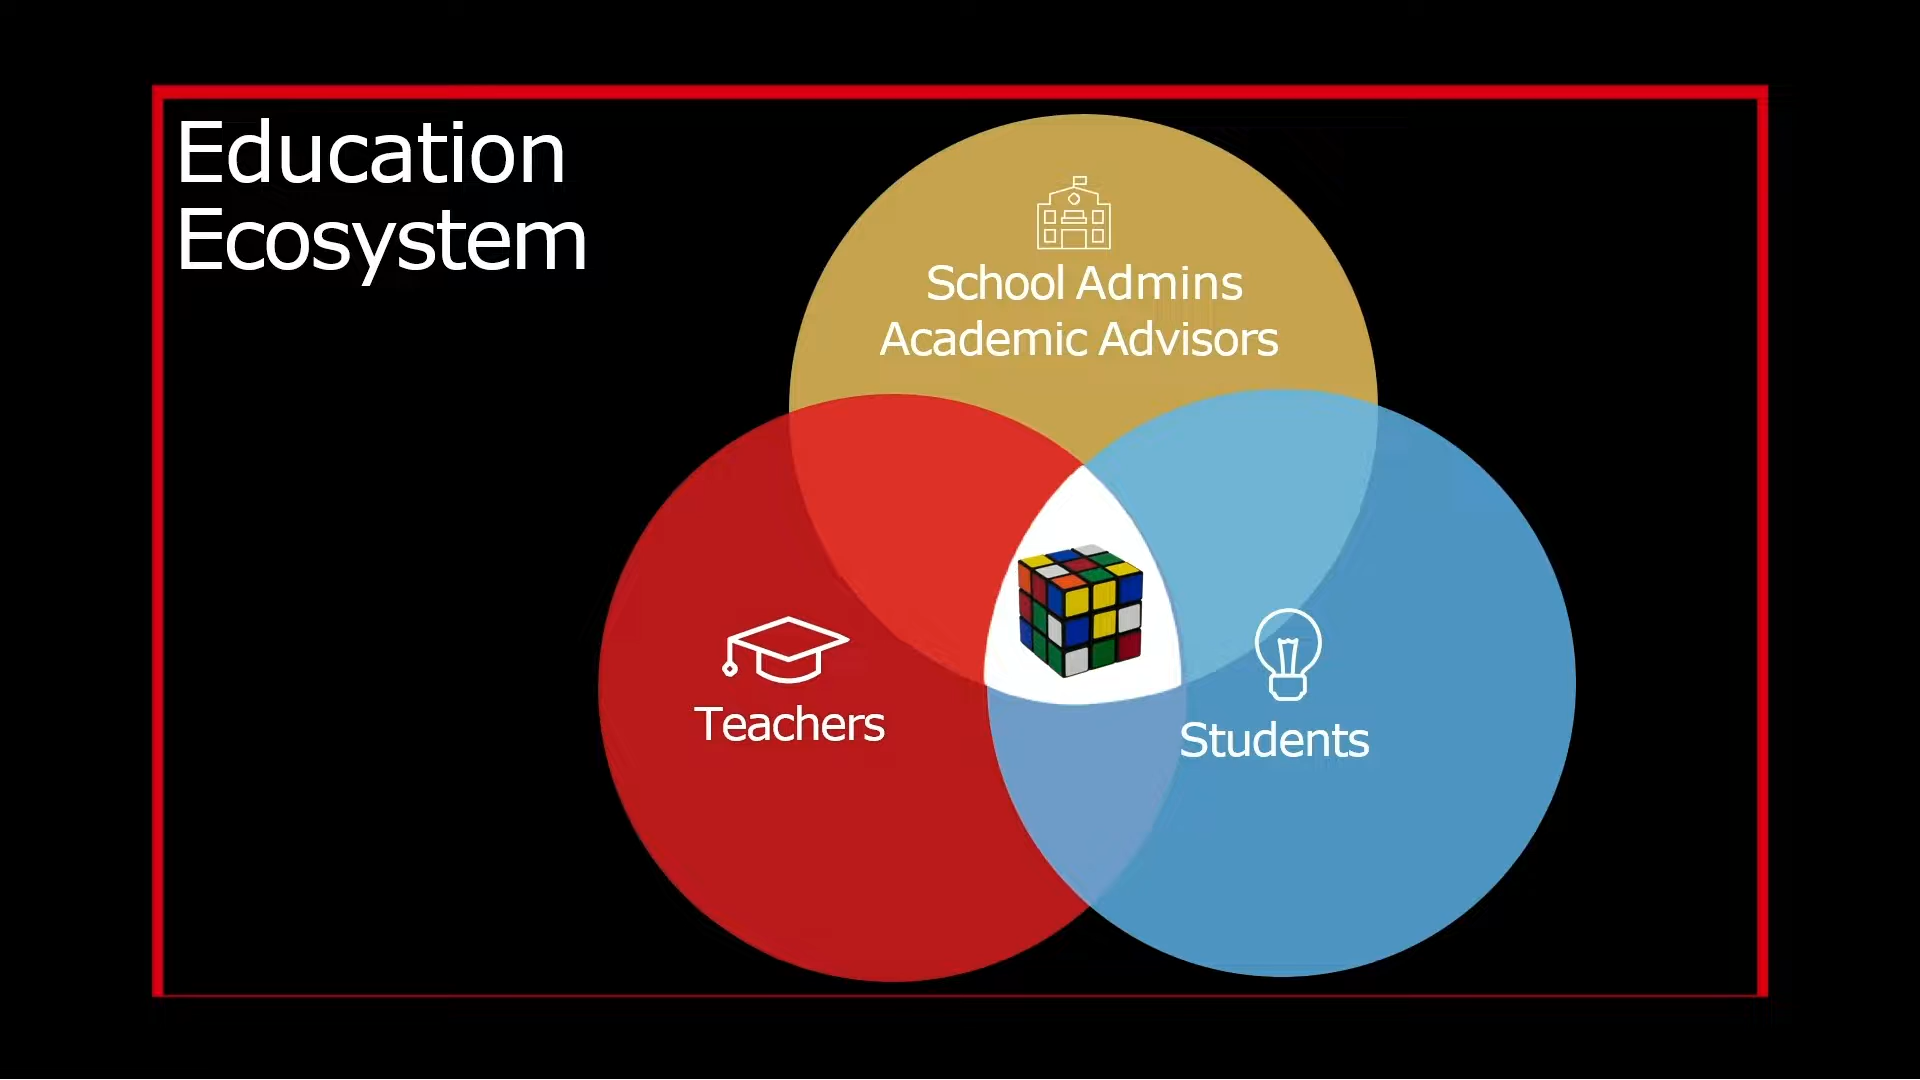 Education
Ecosystem
School Admins
Academic Advisors
Teachers
Students